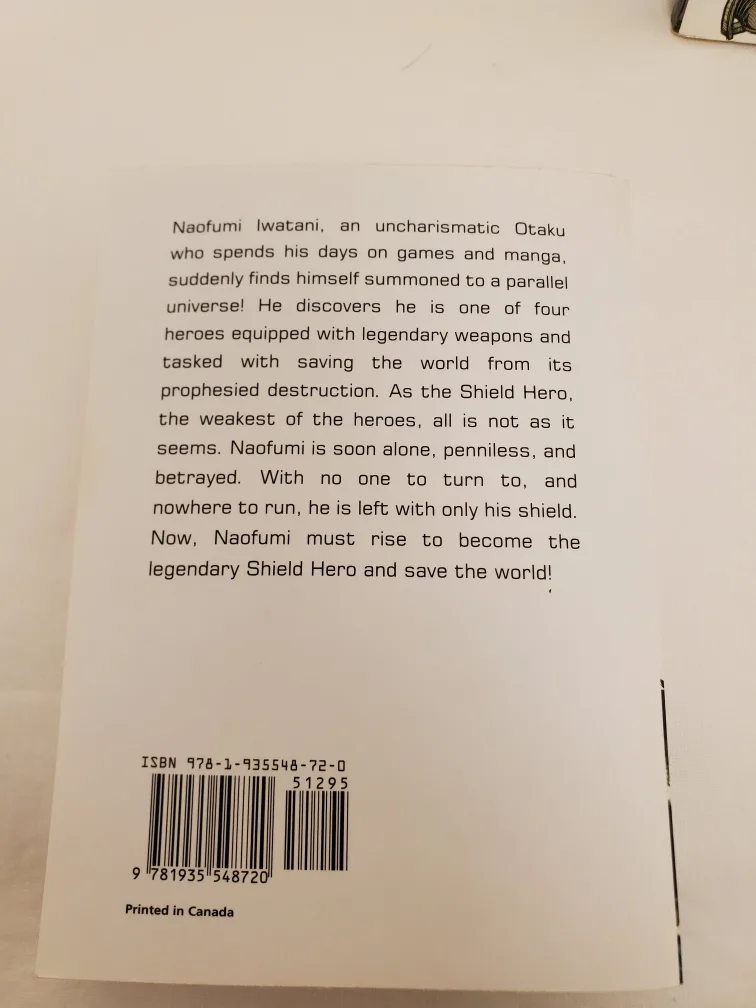 Naofumi Iwatani, an uncharismatic Otaku
who spends his days on games and manga,
suddenly finds himself summoned to a parallel
universe! He discovers he is one of four
heroes equipped with legendary weapons and
tasked with saving the world from its
prophesied destruction. As the Shield Hero,
the weakest of the heroes, all is not as it
seems. Naofumi is soon alone, penniless, and
betrayed. With no one to turn to, and
nowhere to run, he is left with only his shield.
Now, Naofumi must rise to become the
legendary Shield Hero and save the world!
ISBN 978-1-935548-72-0
51295
9 781935 548720
Printed in Canada